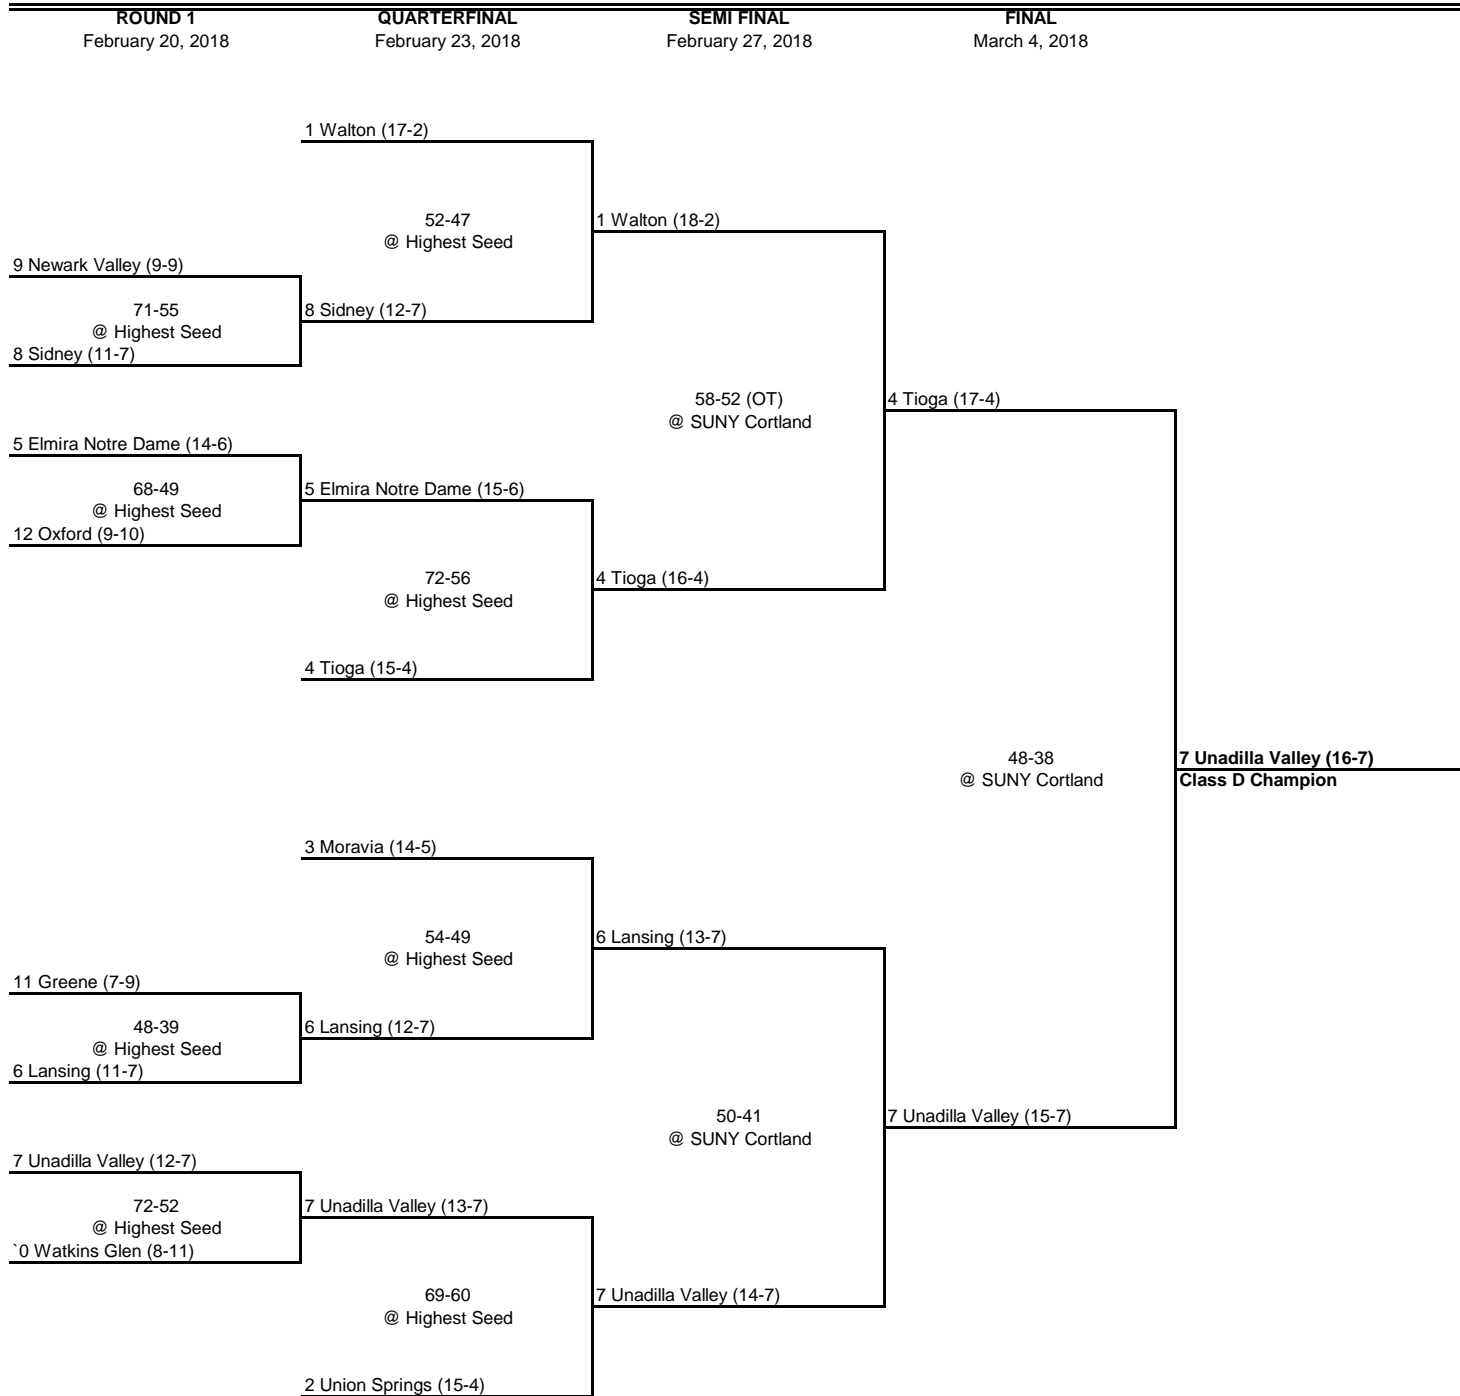 ROUND 1 QUARTERFINAL SEMI FINAL FINAL
February 20, 2018 February 23, 2018 February 27, 2018 March 4, 2018
1 Walton (17-2)
52-47 1 Walton (18-2)
@ Highest Seed
9 Newark Valley (9-9)
71-55 8 Sidney (12-7)
@ Highest Seed
8 Sidney (11-7)
58-52 (OT) 4 Tioga (17-4)
@ SUNY Cortland
5 Elmira Notre Dame (14-6)
68-49 5 Elmira Notre Dame (15-6)
@ Highest Seed
12 Oxford (9-10)
72-56 4 Tioga (16-4)
@ Highest Seed
4 Tioga (15-4)
48-38 7 Unadilla Valley (16-7)
@ SUNY Cortland Class D Champion
3 Moravia (14-5)
54-49 6 Lansing (13-7)
@ Highest Seed
11 Greene (7-9)
48-39 6 Lansing (12-7)
@ Highest Seed
6 Lansing (11-7)
50-41 7 Unadilla Valley (15-7)
@ SUNY Cortland
7 Unadilla Valley (12-7)
72-52 7 Unadilla Valley (13-7)
@ Highest Seed
`0 Watkins Glen (8-11)
69-60 7 Unadilla Valley (14-7)
@ Highest Seed
2 Union Springs (15-4)